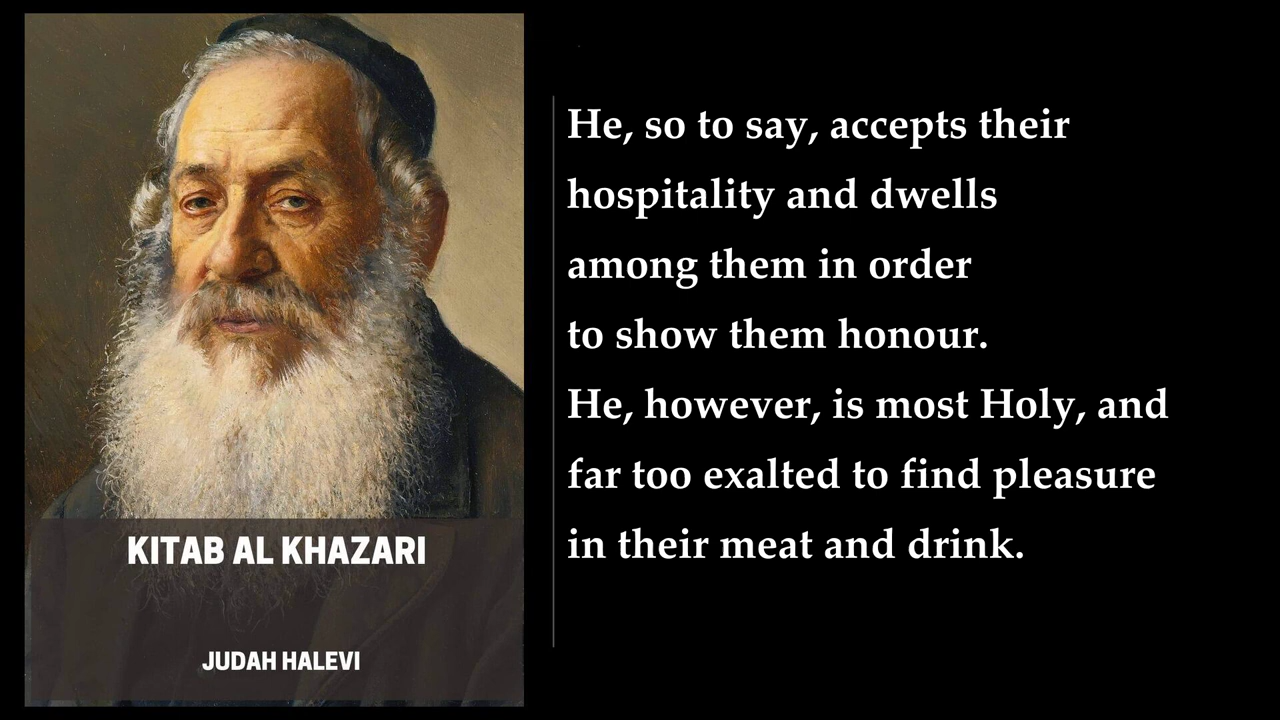 KITAB AL KHAZARI
JUDAH HALEVI
He, so to say, accepts their
hospitality and dwells
among them in order
to show them honour.
He, however, is most Holy, and
far too exalted to find pleasure
in their meat and drink.